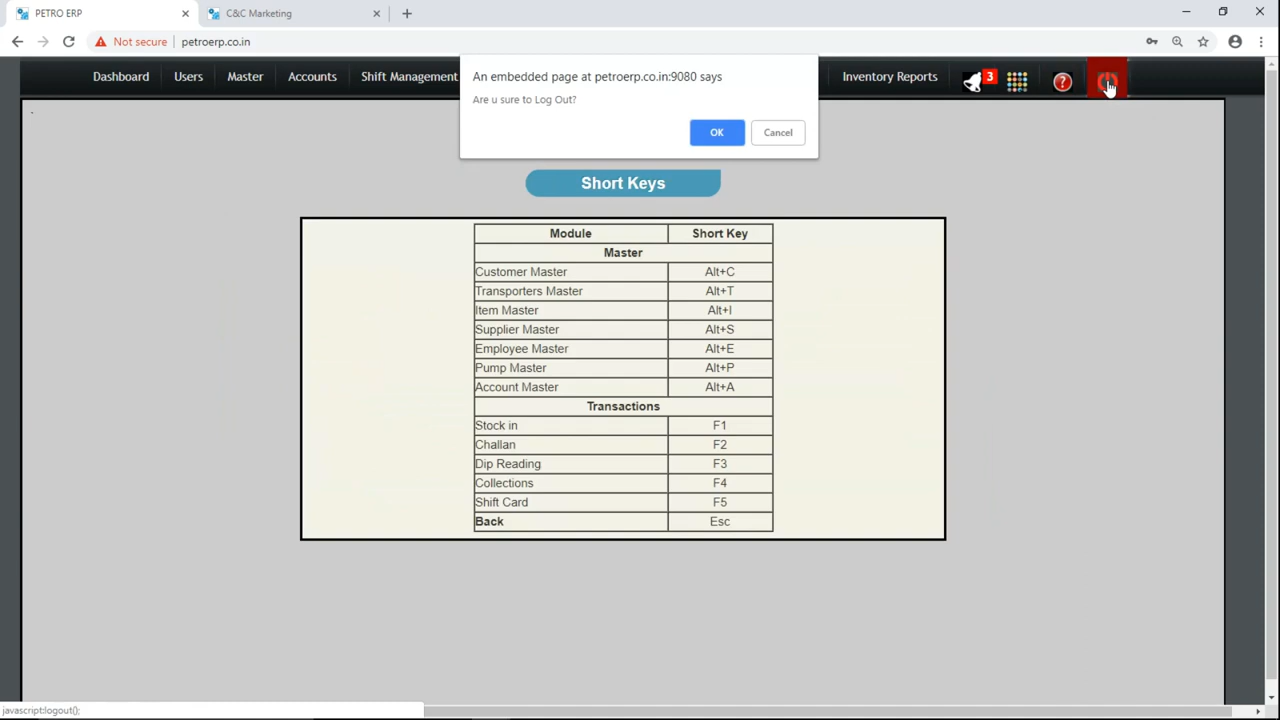 PETRO ERP
C&C Marketing
Not secure
petroerp.co.in
Dashboard
Users
Master
Accounts
Shift Management
Inventory Reports
3
?
An embedded page at petroerp.co.in:9080 says
Are u sure to Log Out?
OK
Cancel
Short Keys
Module Short Key
Master
Customer Master Alt+C
Transporters Master Alt+T
Item Master Alt+I
Supplier Master Alt+S
Employee Master Alt+E
Pump Master Alt+P
Account Master Alt+A
Transactions
Stock in F1
Challan F2
Dip Reading F3
Collections F4
Shift Card F5
Back Esc
javascript:logout();